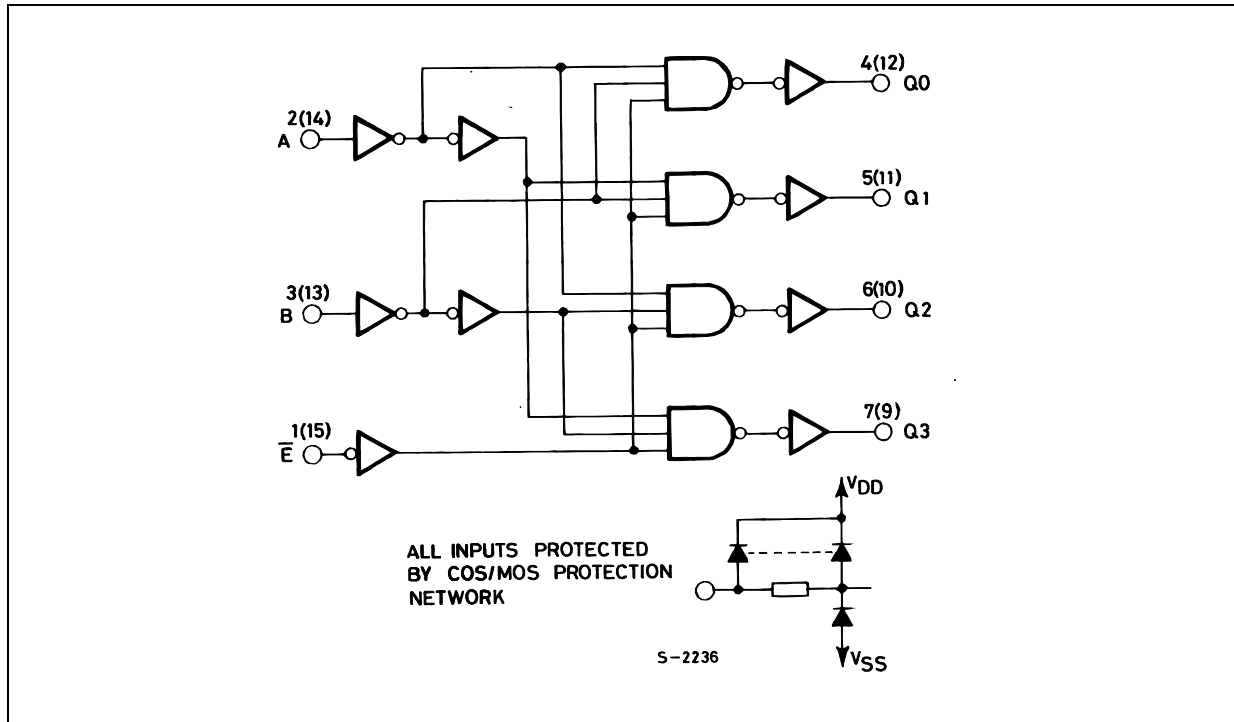 4(12)
Q0
2(14)
A
5(11)
Q1
3(13)
B
6(10)
Q2
1(15)
E̅
7(9)
Q3
VDD
ALL INPUTS PROTECTED
BY COS/MOS PROTECTION
NETWORK
S-2236
VSS